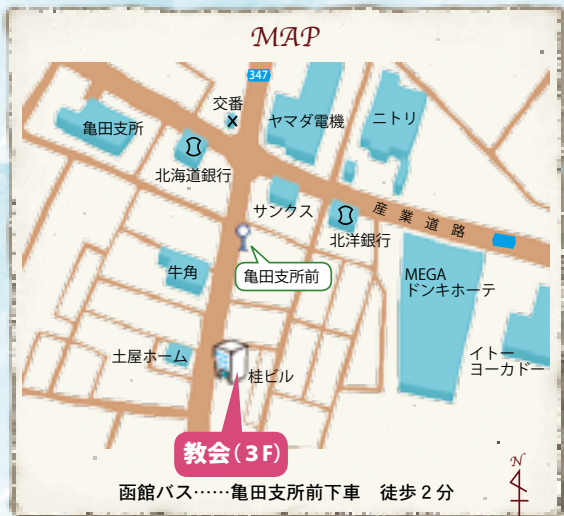 MAP
347
交番
ヤマダ電機
ニトリ
亀田支所
北海道銀行
サンクス
北洋銀行
産業道路
亀田支所前
牛角
MEGA
ドンキホーテ
イトー
ヨーカドー
土屋ホーム
桂ビル
教会(3F)
函館バス……亀田支所前下車　徒歩2分
N